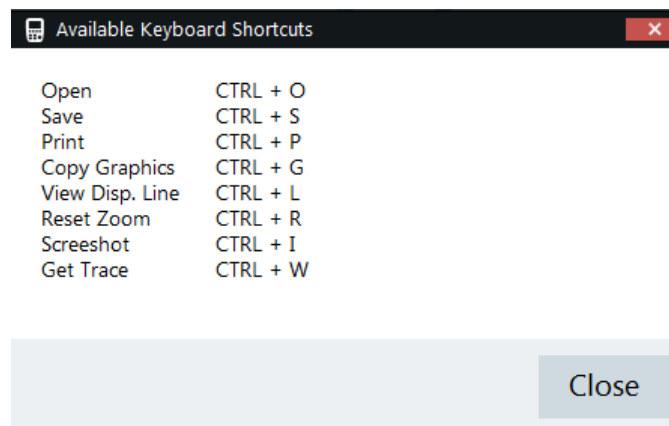 Available Keyboard Shortcuts
Open CTRL + O
Save CTRL + S
Print CTRL + P
Copy Graphics CTRL + G
View Disp. Line CTRL + L
Reset Zoom CTRL + R
Screeshot CTRL + I
Get Trace CTRL + W
Close